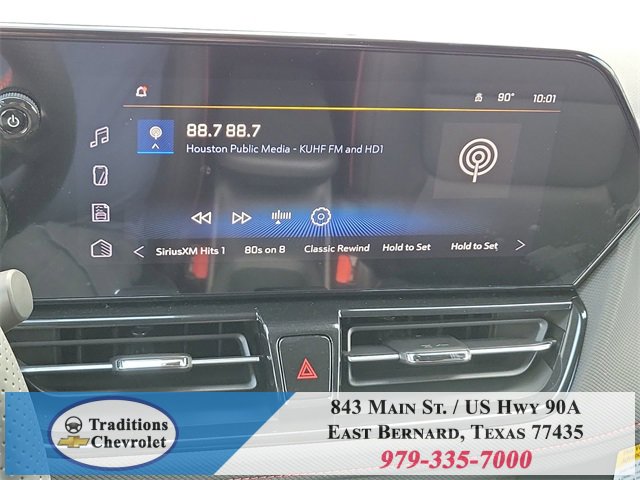 90° 10:01
88.7 88.7
Houston Public Media - KUHF FM and HD1
SiriusXM Hits 1 80s on 8 Classic Rewind Hold to Set Hold to Set
Traditions
Chevrolet
843 Main St. / US Hwy 90A
East Bernard, Texas 77435
979-335-7000